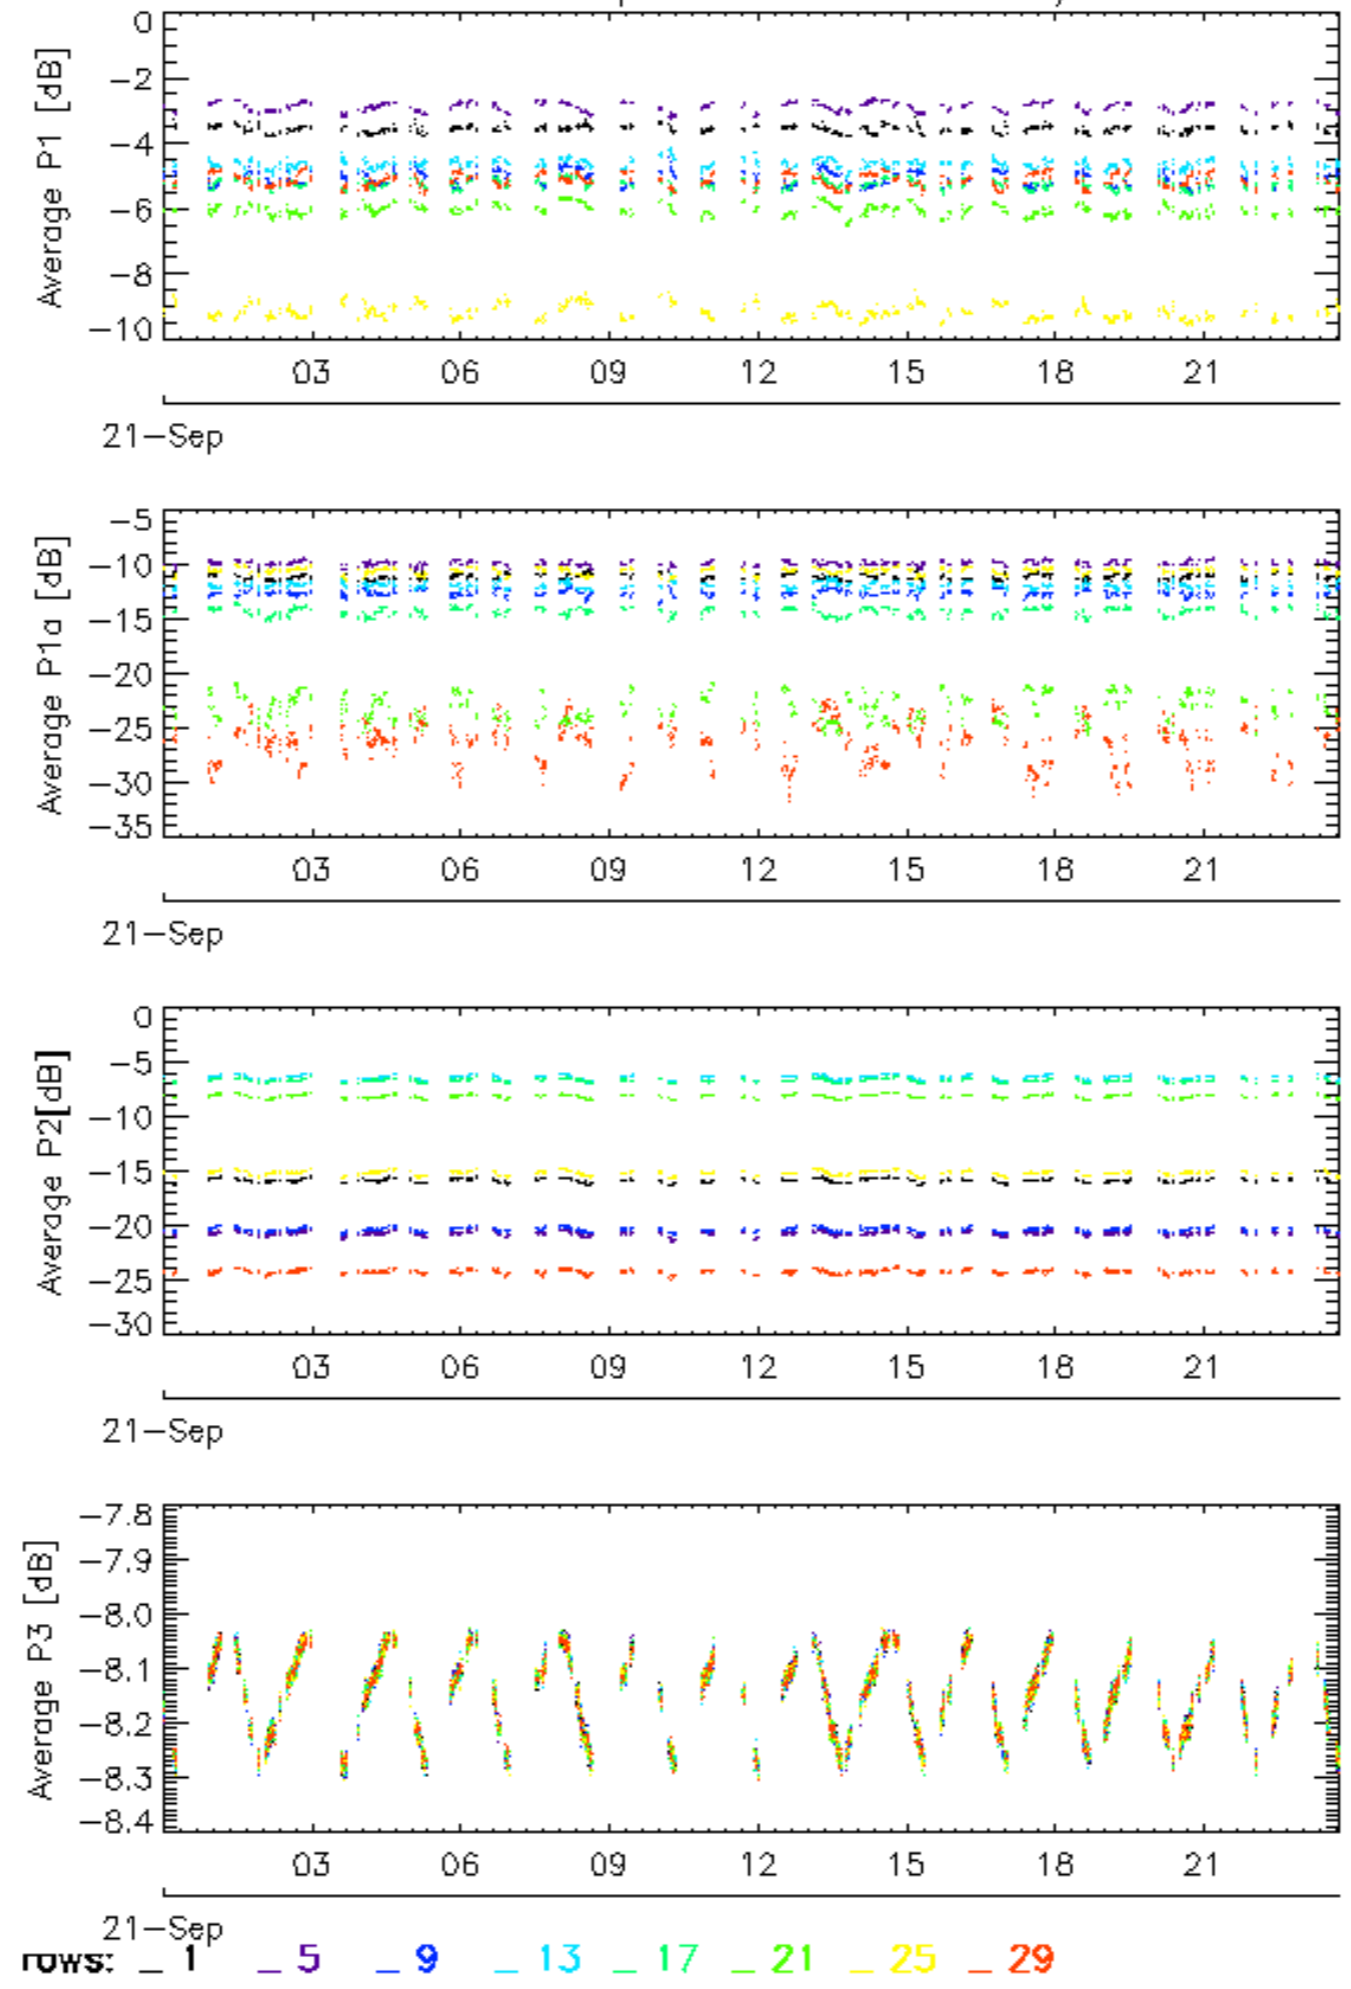 0
-2
-4
-6
-8
-10
Average P1 [dB]
03 06 09 12 15 18 21
21-Sep
-5
-10
-15
-20
-25
-30
-35
Average P1a [dB]
03 06 09 12 15 18 21
21-Sep
0
-5
-10
-15
-20
-25
-30
Average P2[dB]
03 06 09 12 15 18 21
21-Sep
-7.8
-7.9
-8.0
-8.1
-8.2
-8.3
-8.4
Average P3 [dB]
03 06 09 12 15 18 21
21-Sep
rows: _ 1 _ 5 _ 9 _ 13 _ 17 _ 21 _ 25 _ 29